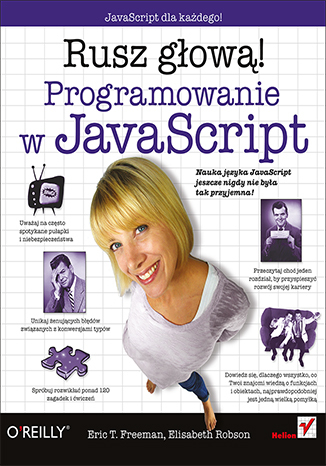 JavaScript dla każdego!
Rusz głową!
Programowanie
w JavaScript
Nauka języka JavaScript
jeszcze nigdy nie była
tak przyjemna!
Uważaj na często
spotykane pułapki
i niebezpieczeństwa
Przeczytaj choć jeden
rozdział, by przyspieszyć
rozwój swojej kariery
Unikaj żenujących błędów
związanych z konwersjami typów
Spróbuj rozwikłać ponad 120
zagadek i ćwiczeń
Dowiedz się, dlaczego wszystko, co
Twoi znajomi wiedzą o funkcjach
i obiektach, najprawdopodobniej
jest jedną wielką pomyłką
O'REILLY®
Eric T. Freeman, Elisabeth Robson
Helion